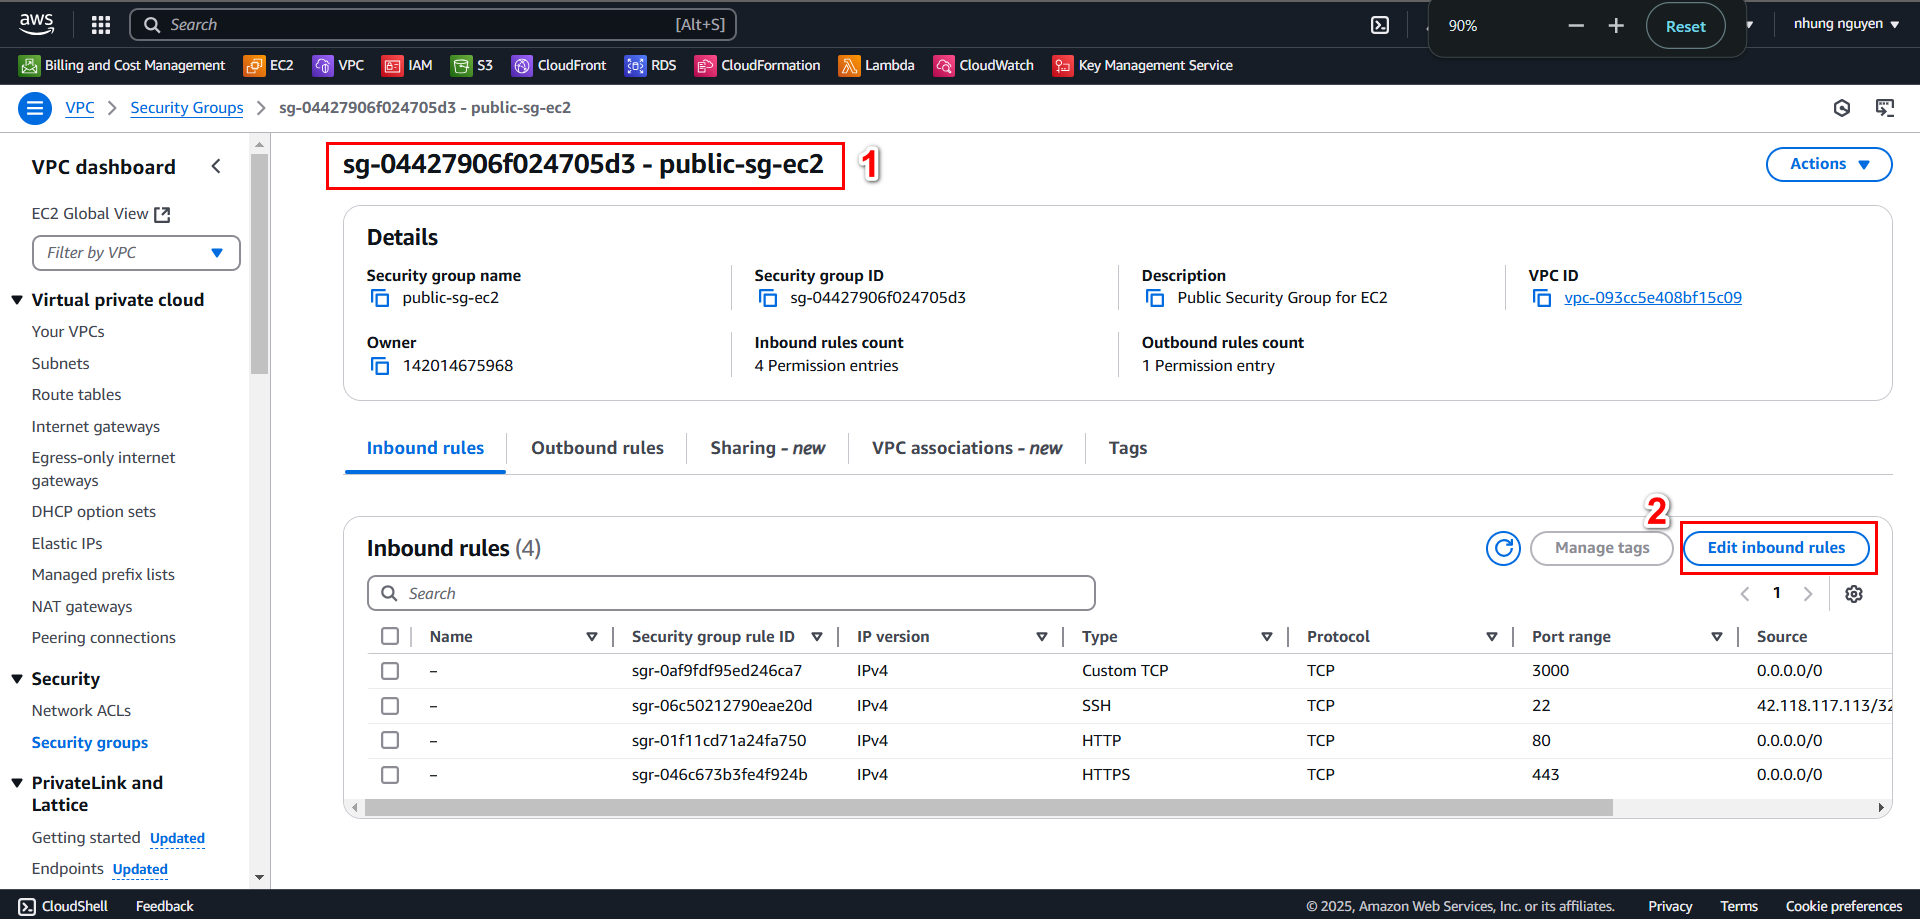 aws
Search [Alt+S]
90%
Reset
nhung nguyen
Billing and Cost Management EC2 VPC IAM S3 CloudFront RDS CloudFormation Lambda CloudWatch Key Management Service
VPC Security Groups sg-04427906f024705d3 - public-sg-ec2
VPC dashboard
EC2 Global View
Filter by VPC
Virtual private cloud
Your VPCs
Subnets
Route tables
Internet gateways
Egress-only internet
gateways
DHCP option sets
Elastic IPs
Managed prefix lists
NAT gateways
Peering connections
Security
Network ACLs
Security groups
PrivateLink and
Lattice
Getting started Updated
Endpoints Updated
sg-04427906f024705d3 - public-sg-ec2 1
Actions
Details
Security group name
public-sg-ec2
Security group ID
sg-04427906f024705d3
Description
Public Security Group for EC2
VPC ID
vpc-093cc5e408bf15c09
Owner
142014675968
Inbound rules count
4 Permission entries
Outbound rules count
1 Permission entry
Inbound rules Outbound rules Sharing - new VPC associations - new Tags
2
Inbound rules (4) Manage tags Edit inbound rules
Search
1
Name Security group rule ID IP version Type Protocol Port range Source
– sgr-0af9fdf95ed246ca7 IPv4 Custom TCP TCP 3000 0.0.0.0/0
– sgr-06c50212790eae20d IPv4 SSH TCP 22 42.118.117.113/32
– sgr-01f11cd71a24fa750 IPv4 HTTP TCP 80 0.0.0.0/0
– sgr-046c673b3fe4f924b IPv4 HTTPS TCP 443 0.0.0.0/0
CloudShell Feedback © 2025, Amazon Web Services, Inc. or its affiliates. Privacy Terms Cookie preferences